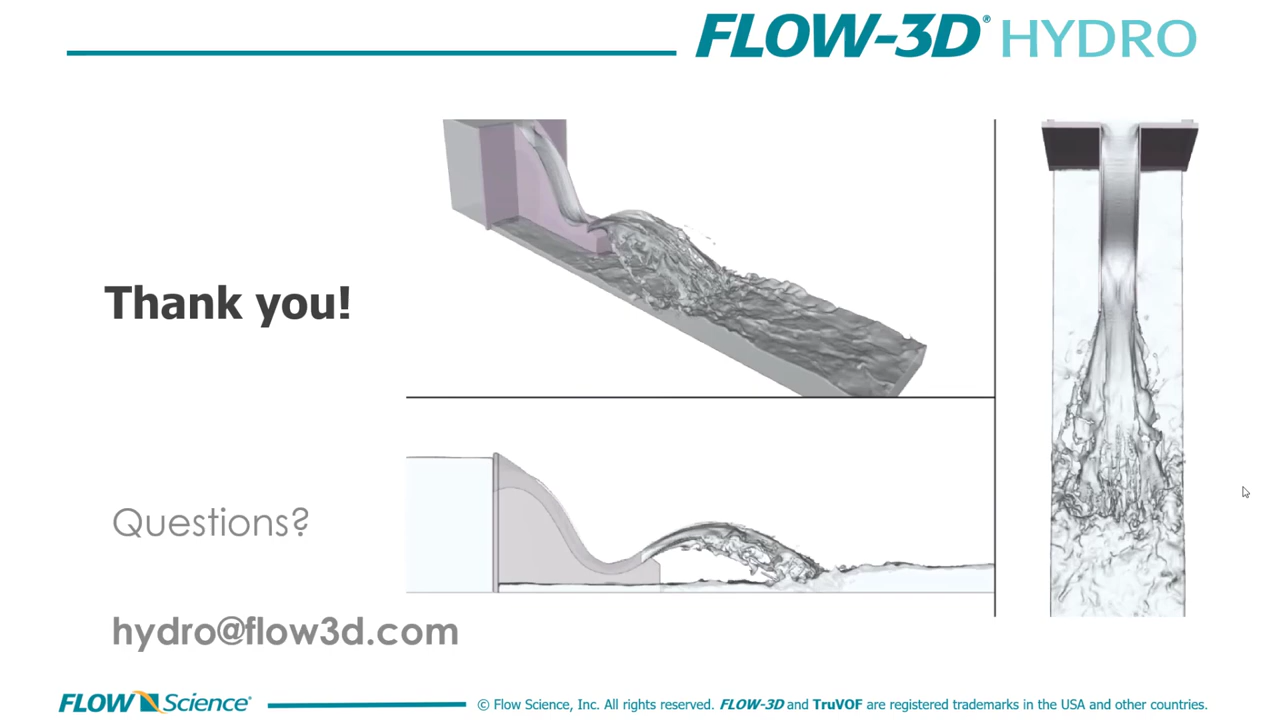 FLOW-3D® HYDRO
Thank you!
Questions?
hydro@flow3d.com
FLOW Science®
© Flow Science, Inc. All rights reserved. FLOW-3D and TruVOF are registered trademarks in the USA and other countries.